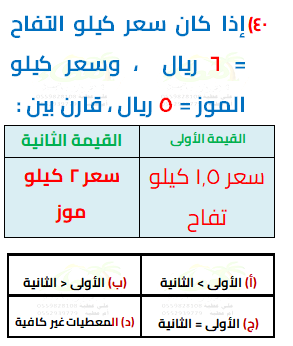 ٤٠) إذا كان سعر كيلو التفاح
= ٦ ريال ، وسعر كيلو
الموز = ٥ ريال ، قارن بين :
القيمة الأولى	القيمة الثانية
سعر ١,٥ كيلو	سعر ٢ كيلو
تفاح	موز
(أ) الأولى > الثانية	(ب) الأولى < الثانية
(ج) الأولى = الثانية	(د) المعطيات غير كافية